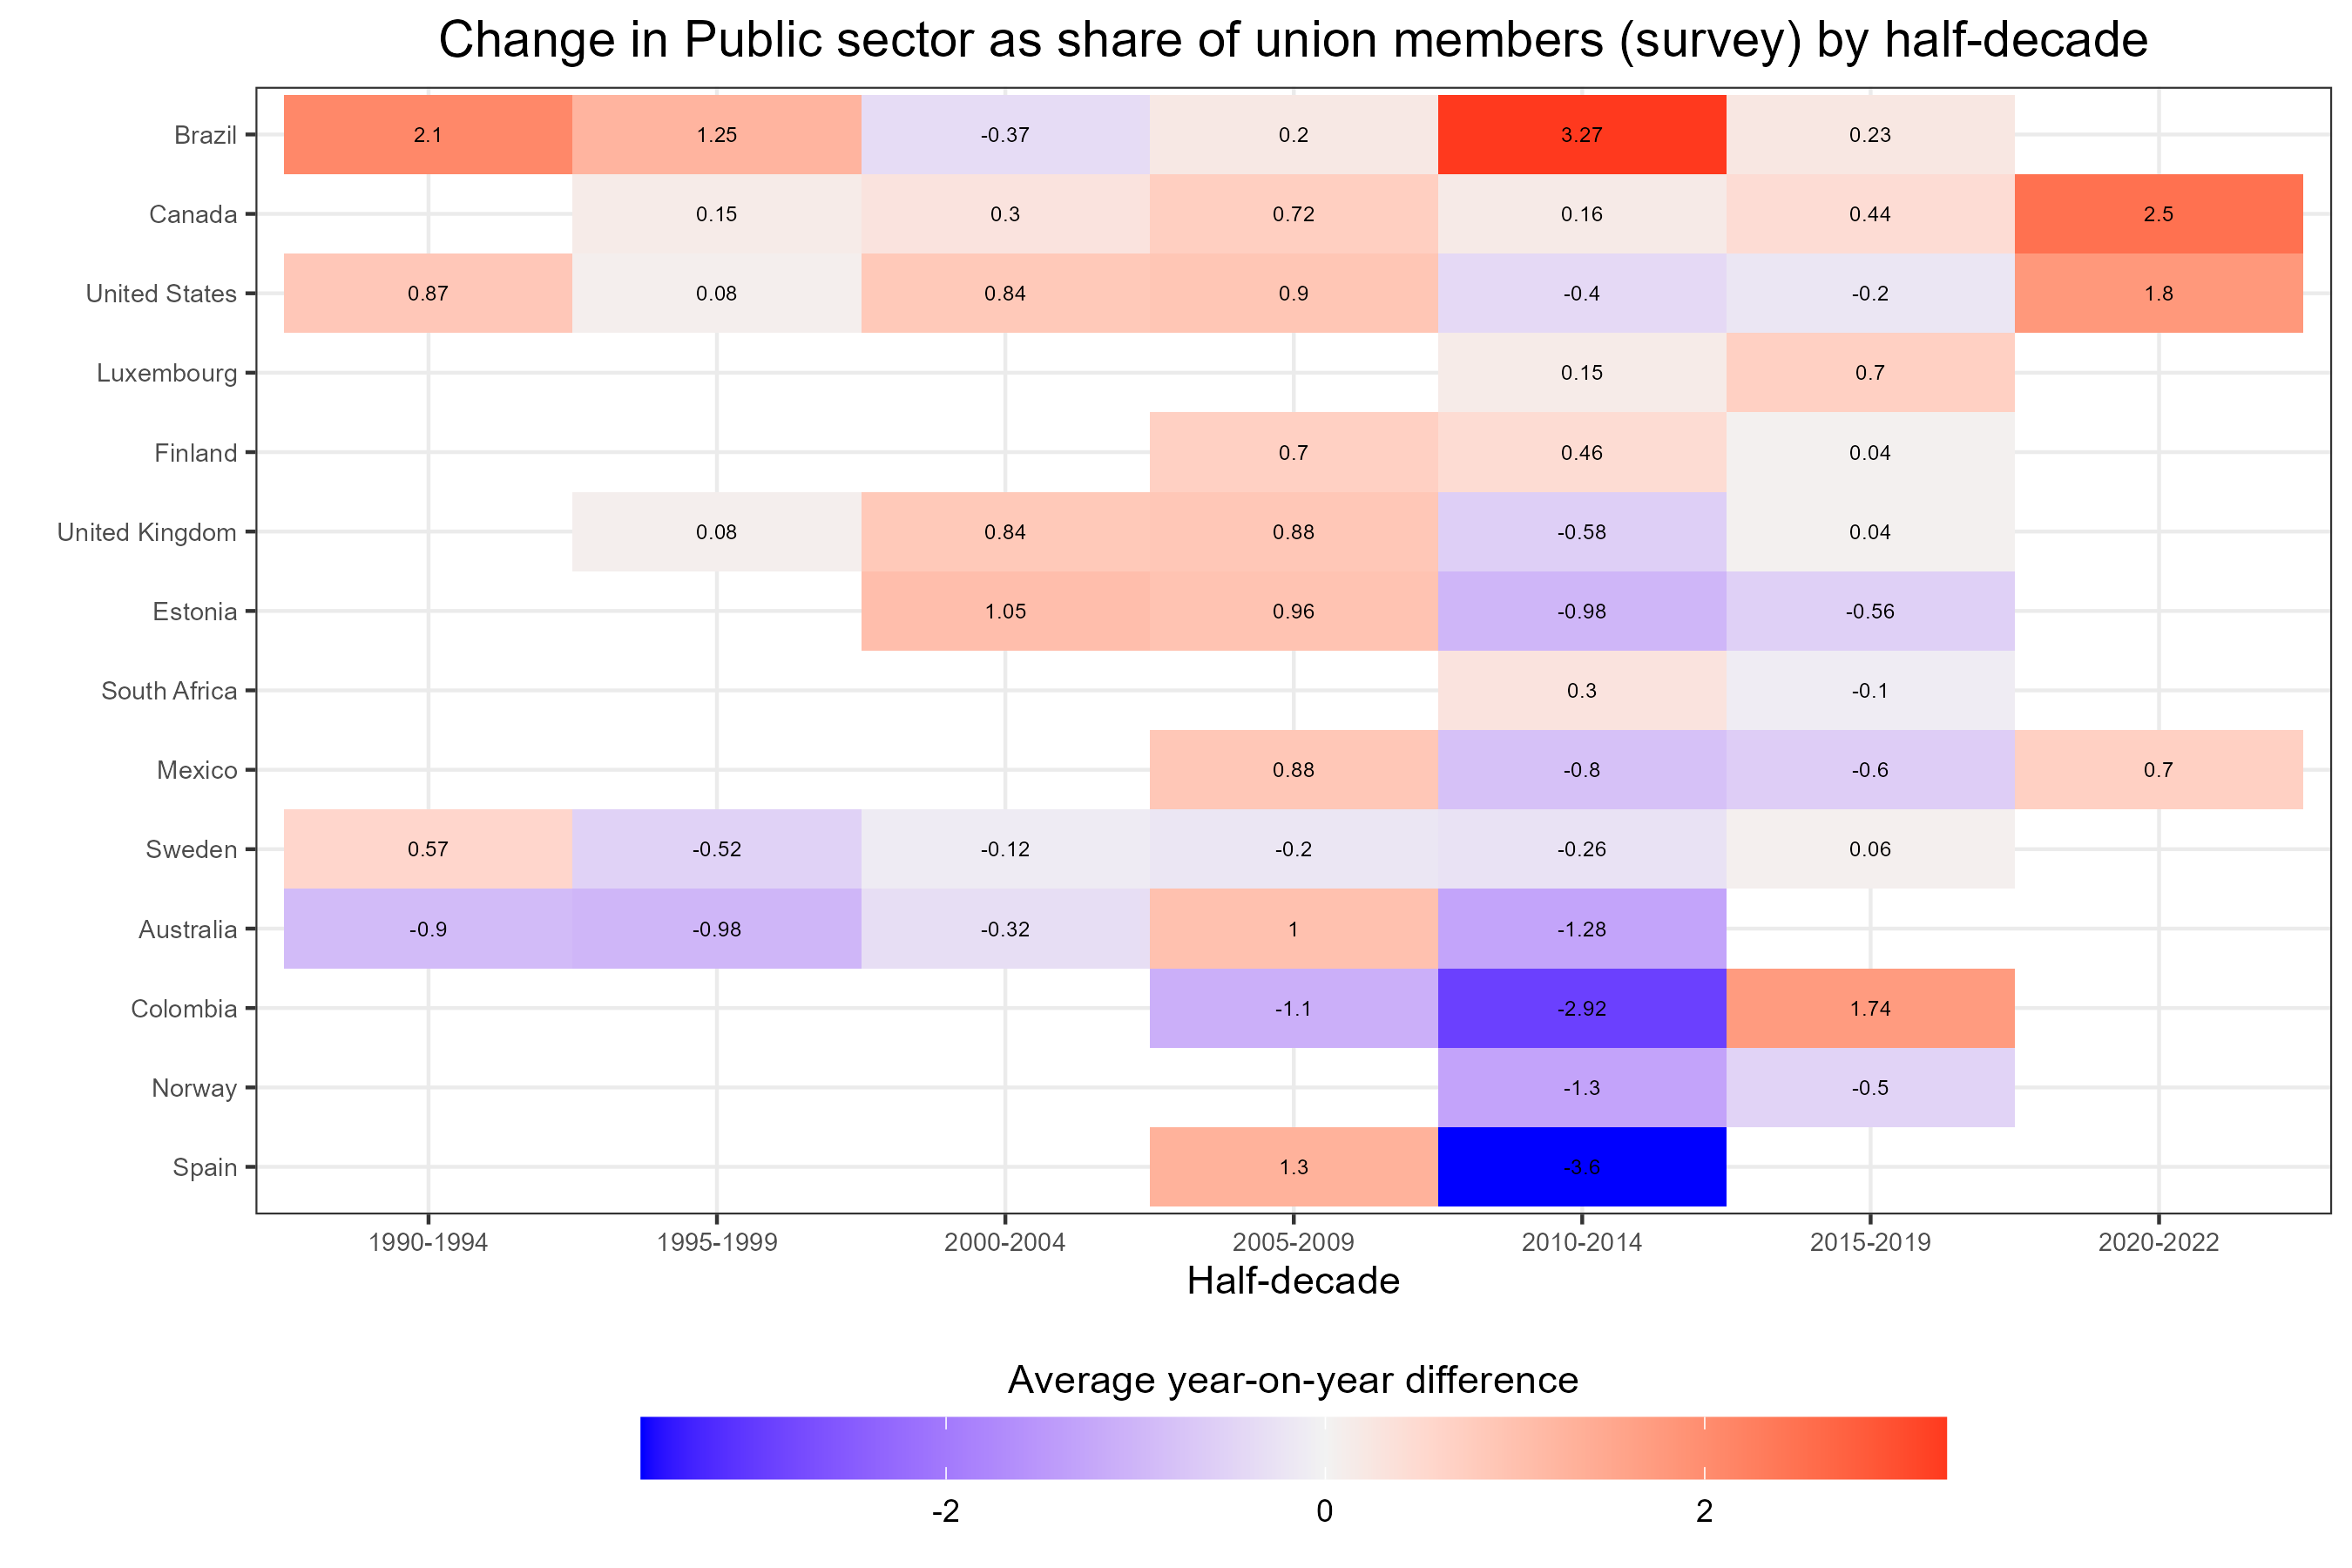 Change in Public sector as share of union members (survey) by half-decade
Brazil 2.1 1.25 -0.37 0.2 3.27 0.23
Canada 0.15 0.3 0.72 0.16 0.44 2.5
United States 0.87 0.08 0.84 0.9 -0.4 -0.2 1.8
Luxembourg 0.15 0.7
Finland 0.7 0.46 0.04
United Kingdom 0.08 0.84 0.88 -0.58 0.04
Estonia 1.05 0.96 -0.98 -0.56
South Africa 0.3 -0.1
Mexico 0.88 -0.8 -0.6 0.7
Sweden 0.57 -0.52 -0.12 -0.2 -0.26 0.06
Australia -0.9 -0.98 -0.32 1 -1.28
Colombia -1.1 -2.92 1.74
Norway -1.3 -0.5
Spain 1.3 -3.6
1990-1994 1995-1999 2000-2004 2005-2009 2010-2014 2015-2019 2020-2022
Half-decade
Average year-on-year difference
-2 0 2